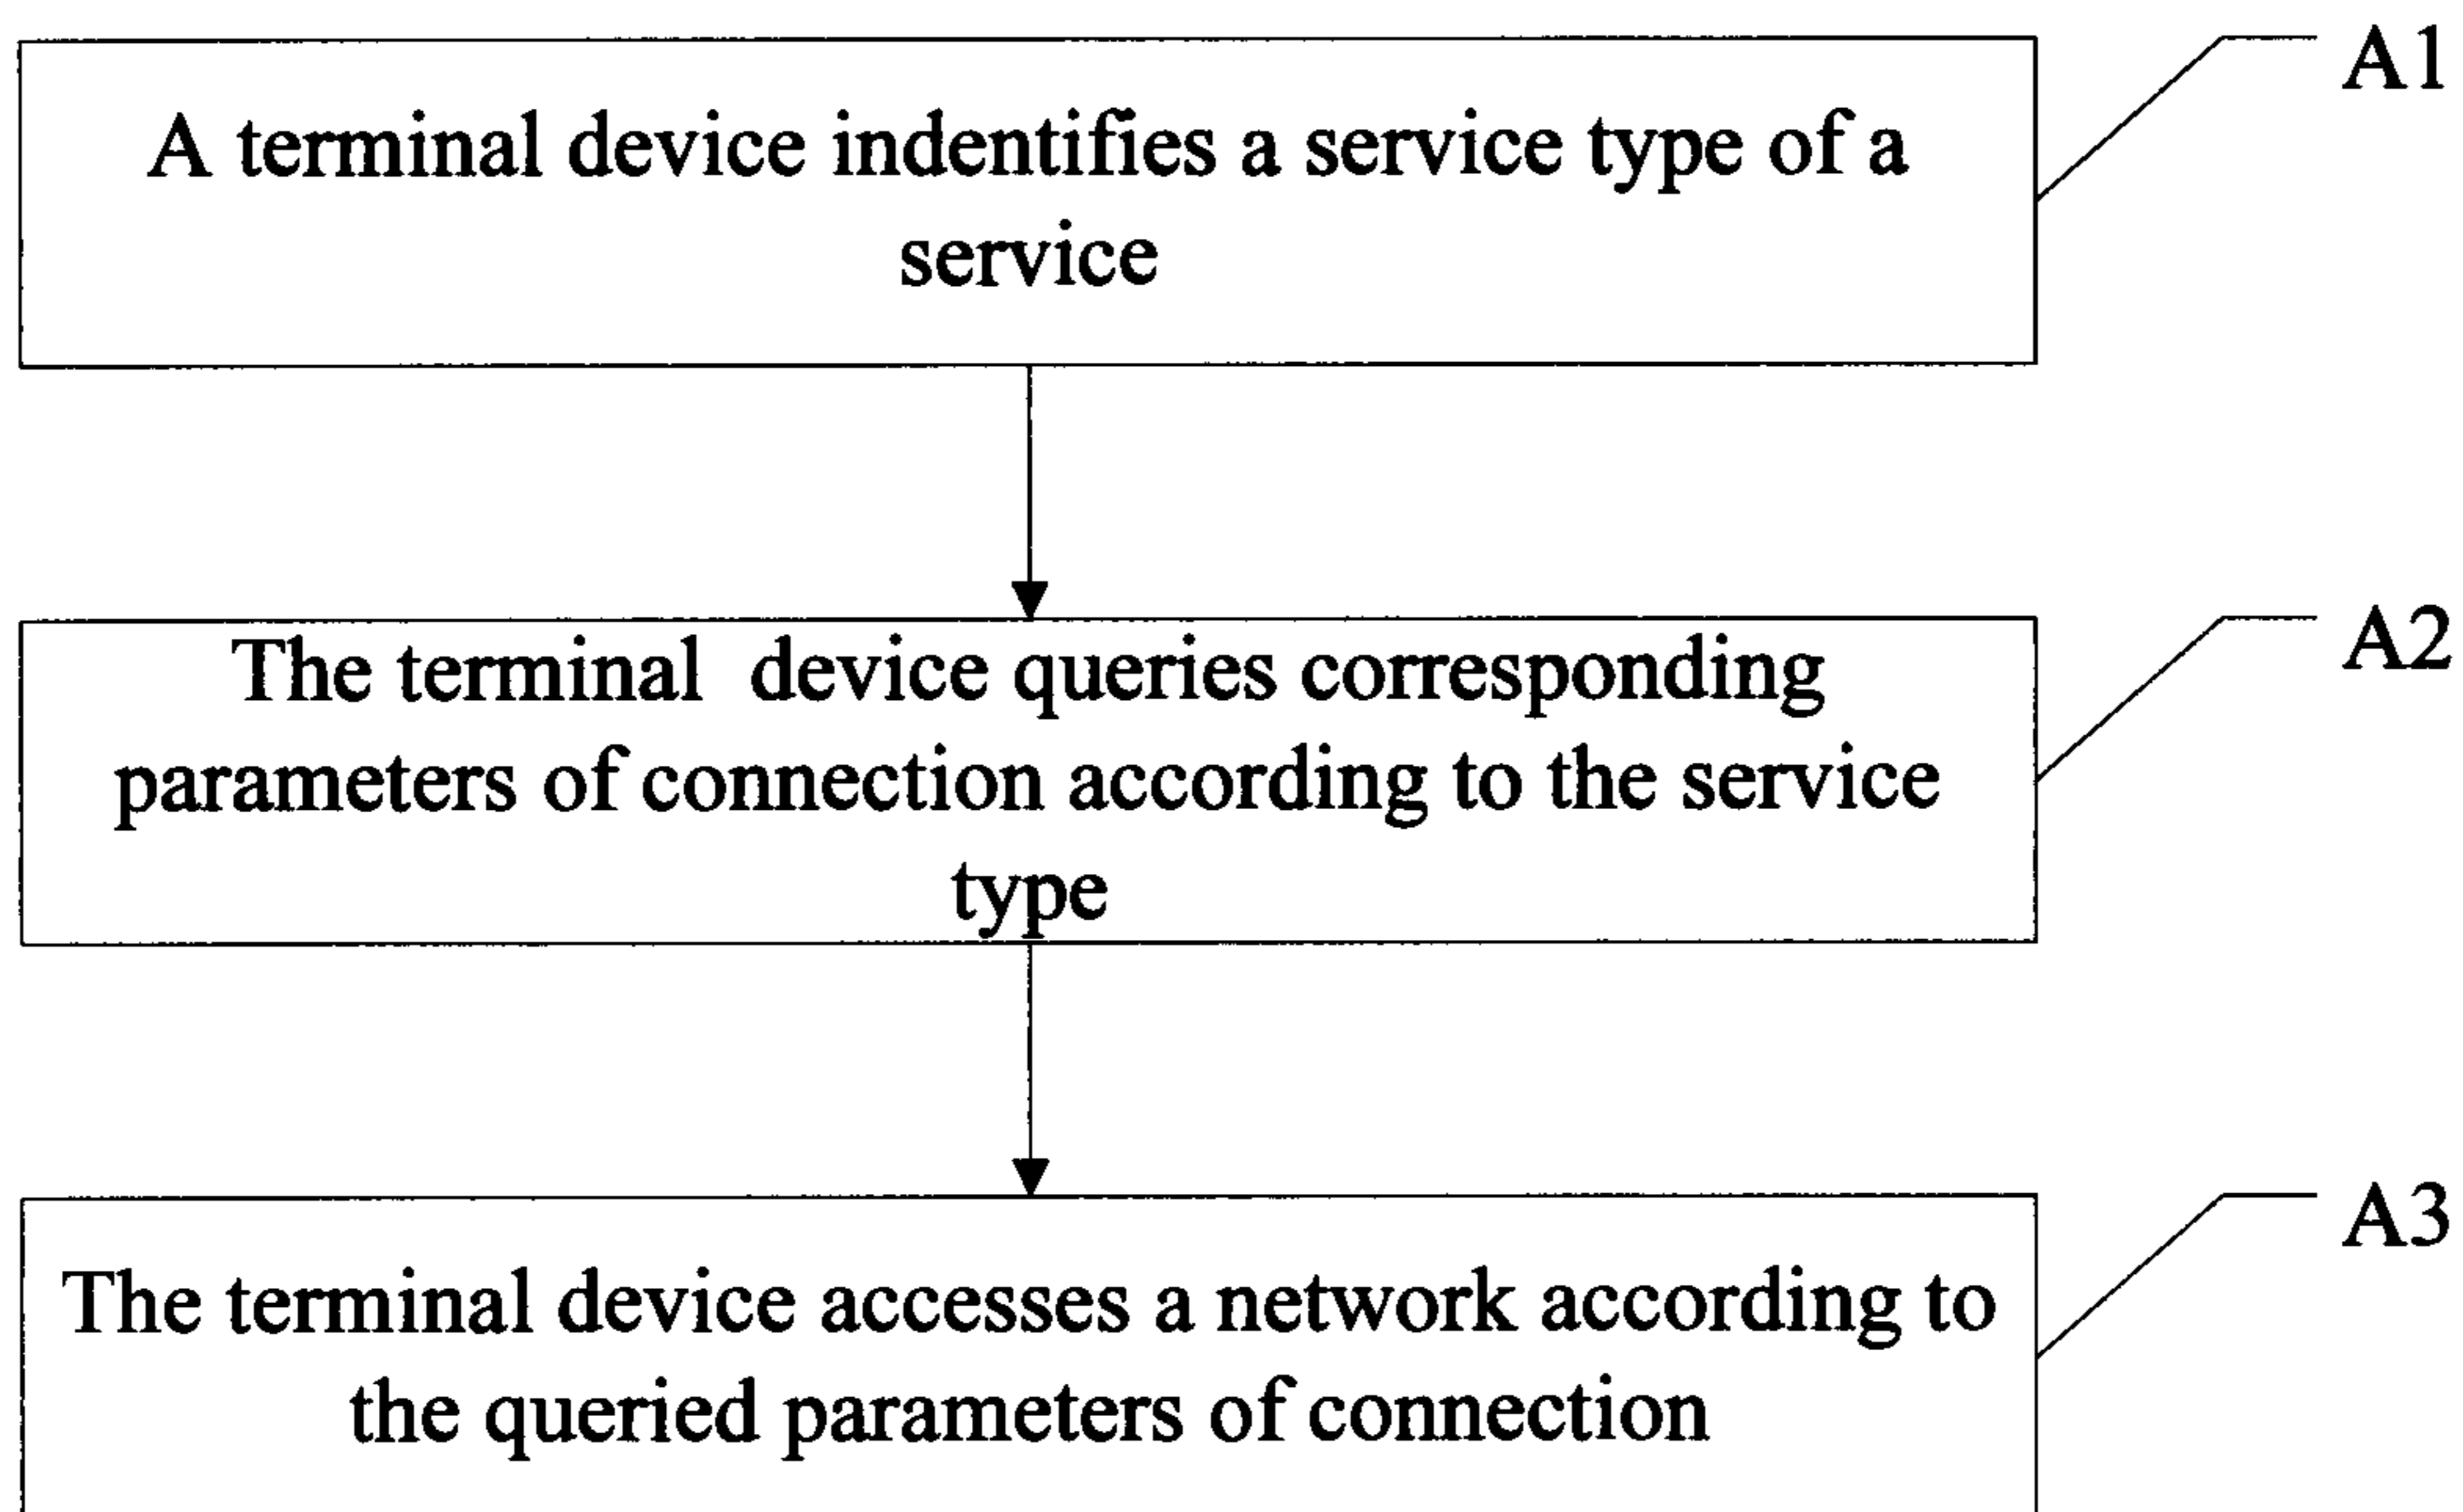 A1
A terminal device indentifies a service type of a
service
A2
The terminal device queries corresponding
parameters of connection according to the service
type
A3
The terminal device accesses a network according to
the queried parameters of connection